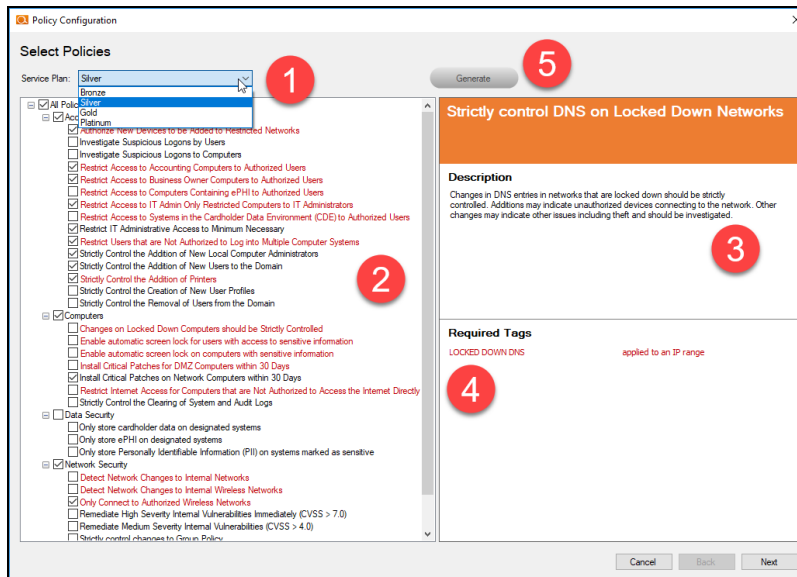 Policy Configuration
Select Policies
Service Plan:
Silver
1
Generate
5
Bronze
Silver
Gold
Platinum
All Polic
Acc
Authorize New Devices to be Added to Restricted Networks
Investigate Suspicious Logons by Users
Investigate Suspicious Logons to Computers
Restrict Access to Accounting Computers to Authorized Users
Restrict Access to Business Owner Computers to Authorized Users
Restrict Access to Computers Containing ePHI to Authorized Users
Restrict Access to IT Admin Only Restricted Computers to IT Administrators
Restrict Access to Systems in the Cardholder Data Environment (CDE) to Authorized Users
Restrict IT Administrative Access to Minimum Necessary
Restrict Users that are Not Authorized to Log into Multiple Computer Systems
Strictly Control the Addition of New Local Computer Administrators
Strictly Control the Addition of New Users to the Domain
Strictly Control the Addition of Printers
Strictly Control the Creation of New User Profiles
Strictly Control the Removal of Users from the Domain
2
Computers
Changes on Locked Down Computers should be Strictly Controlled
Enable automatic screen lock for users with access to sensitive information
Enable automatic screen lock on computers with sensitive information
Install Critical Patches for DMZ Computers within 30 Days
Install Critical Patches on Network Computers within 30 Days
Restrict Internet Access for Computers that are Not Authorized to Access the Internet Directly
Strictly Control the Clearing of System and Audit Logs
Data Security
Only store cardholder data on designated systems
Only store ePHI on designated systems
Only store Personally Identifiable Information (PII) on systems marked as sensitive
Network Security
Detect Network Changes to Internal Networks
Detect Network Changes to Internal Wireless Networks
Only Connect to Authorized Wireless Networks
Remediate High Severity Internal Vulnerabilities Immediately (CVSS > 7.0)
Remediate Medium Severity Internal Vulnerabilities (CVSS > 4.0)
Strictly control changes to Group Policy
Strictly control DNS on Locked Down Networks
Description
Changes in DNS entries in networks that are locked down should be strictly
controlled. Additions may indicate unauthorized devices connecting to the network. Other
changes may indicate other issues including theft and should be investigated.
3
Required Tags
LOCKED DOWN DNS applied to an IP range
4
Cancel
Back
Next